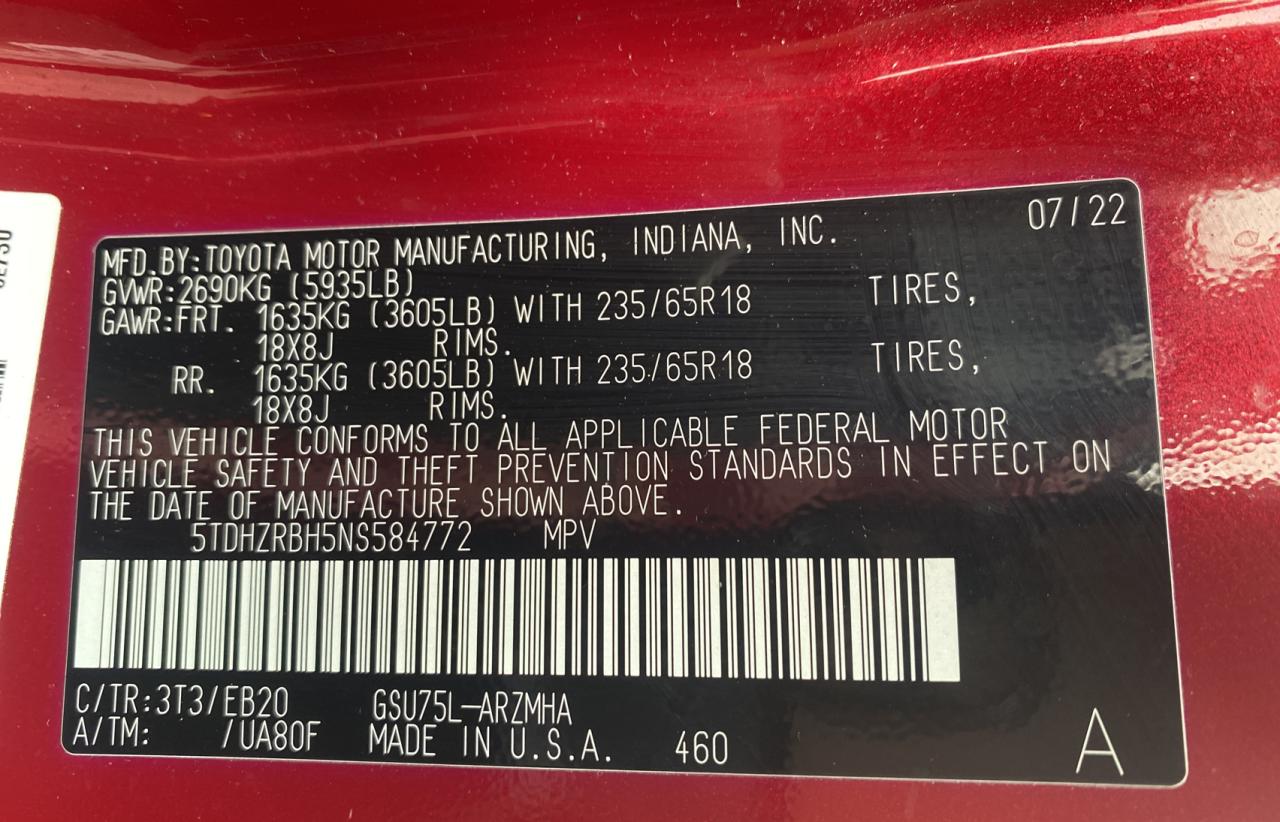 MFD.BY:TOYOTA MOTOR MANUFACTURING, INDIANA, INC. 07/22
GVWR:2690KG (5935LB)
GAWR:FRT. 1635KG (3605LB) WITH 235/65R18 TIRES,
18X8J RIMS.
RR. 1635KG (3605LB) WITH 235/65R18 TIRES,
18X8J RIMS.
THIS VEHICLE CONFORMS TO ALL APPLICABLE FEDERAL MOTOR
VEHICLE SAFETY AND THEFT PREVENTION STANDARDS IN EFFECT ON
THE DATE OF MANUFACTURE SHOWN ABOVE.
5TDHZRBH5NS584772 MPV
C/TR:3T3/EB20 GSU75L-ARZMHA
A/TM: /UA80F MADE IN U.S.A. 460 A